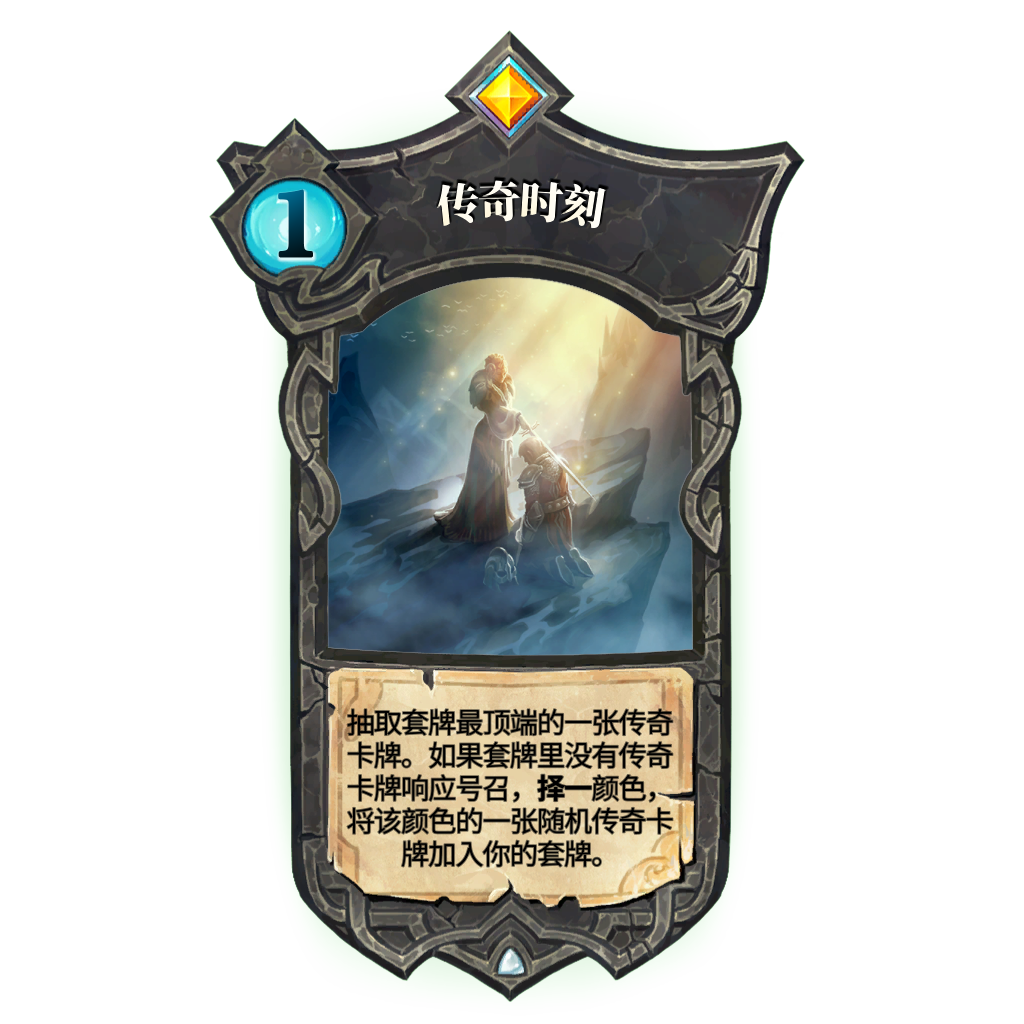 1
传奇时刻
抽取套牌最顶端的一张传奇
卡牌。如果套牌里没有传奇
卡牌响应号召，择一颜色，
将该颜色的一张随机传奇卡
牌加入你的套牌。